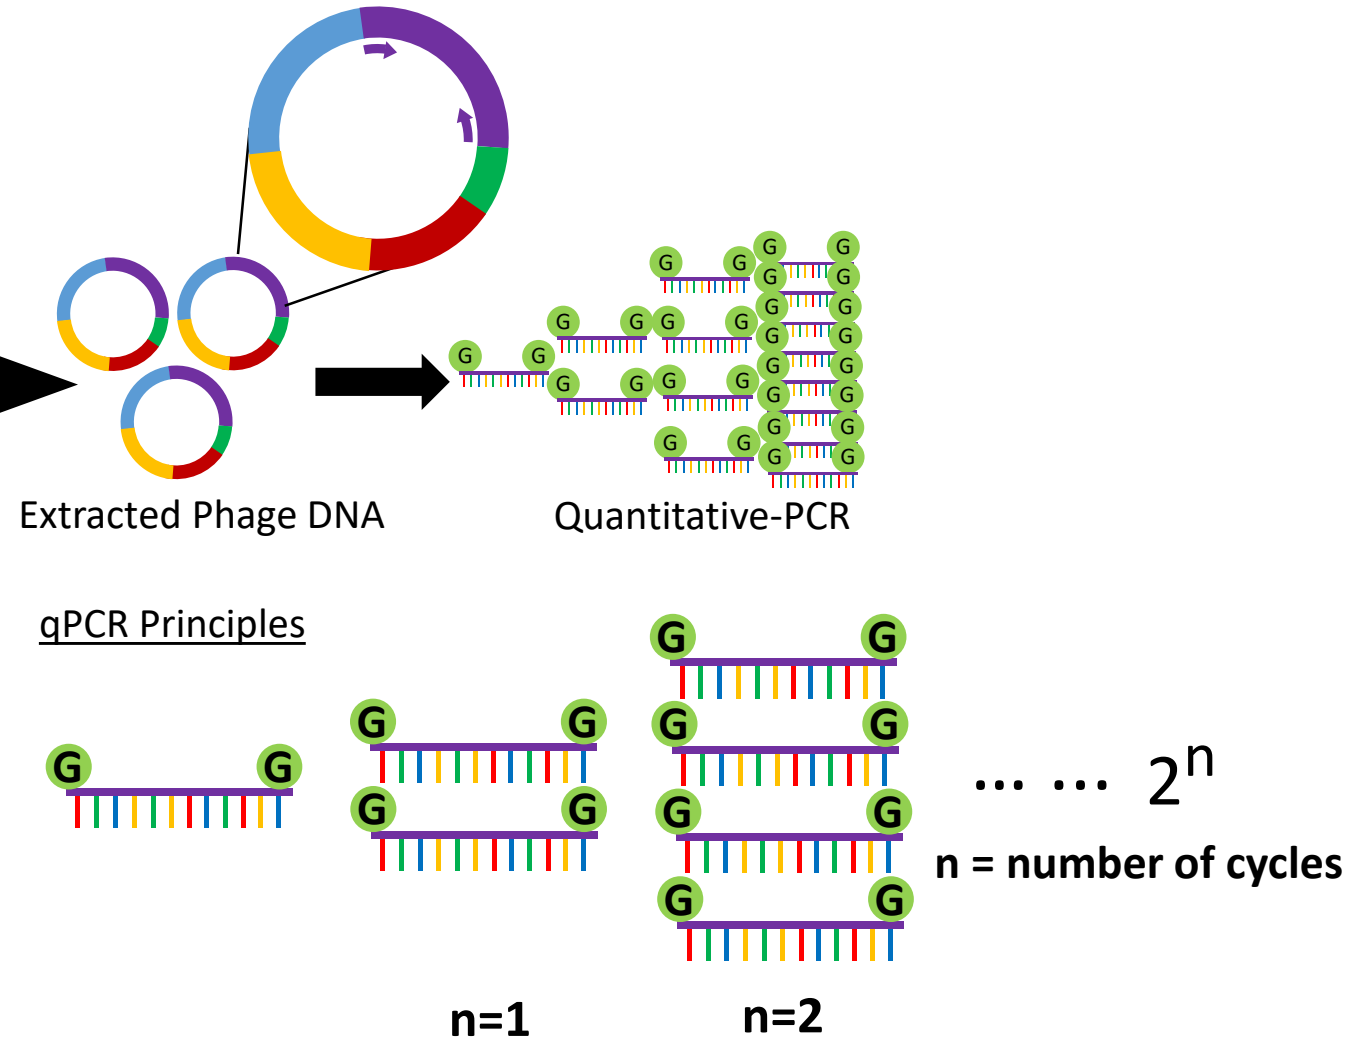 G G
G G
G G
G G
G G G G
G G
G G
G G
G G G G
G G
G G
G G
G G
Extracted Phage DNA
Quantitative-PCR
qPCR Principles
G G
G G
G G
G G
G G
G G
G G
... ... 2ⁿ
n = number of cycles
n=1
n=2